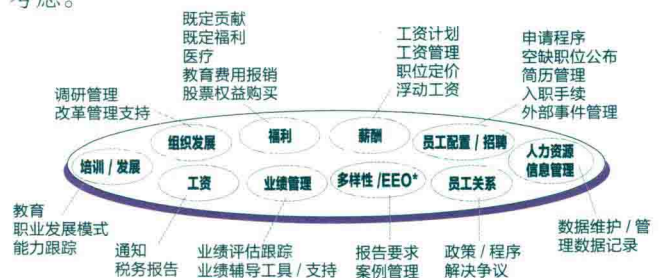 考虑。
既定贡献
既定福利
医疗
教育费用报销
股票权益购买
工资计划
工资管理
职位定价
浮动工资
申请程序
空缺职位公布
简历管理
入职手续
外部事件管理
调研管理
改革管理支持
组织发展
福利
薪酬
员工配置 / 招聘
人力资源
信息管理
培训 / 发展
工资
业绩管理
多样性 /EEO*
员工关系
教育
职业发展模式
能力跟踪
通知
税务报告
业绩评估跟踪
业绩辅导工具 / 支持
报告要求
案例管理
政策 / 程序
解决争议
数据维护 / 管
理数据记录